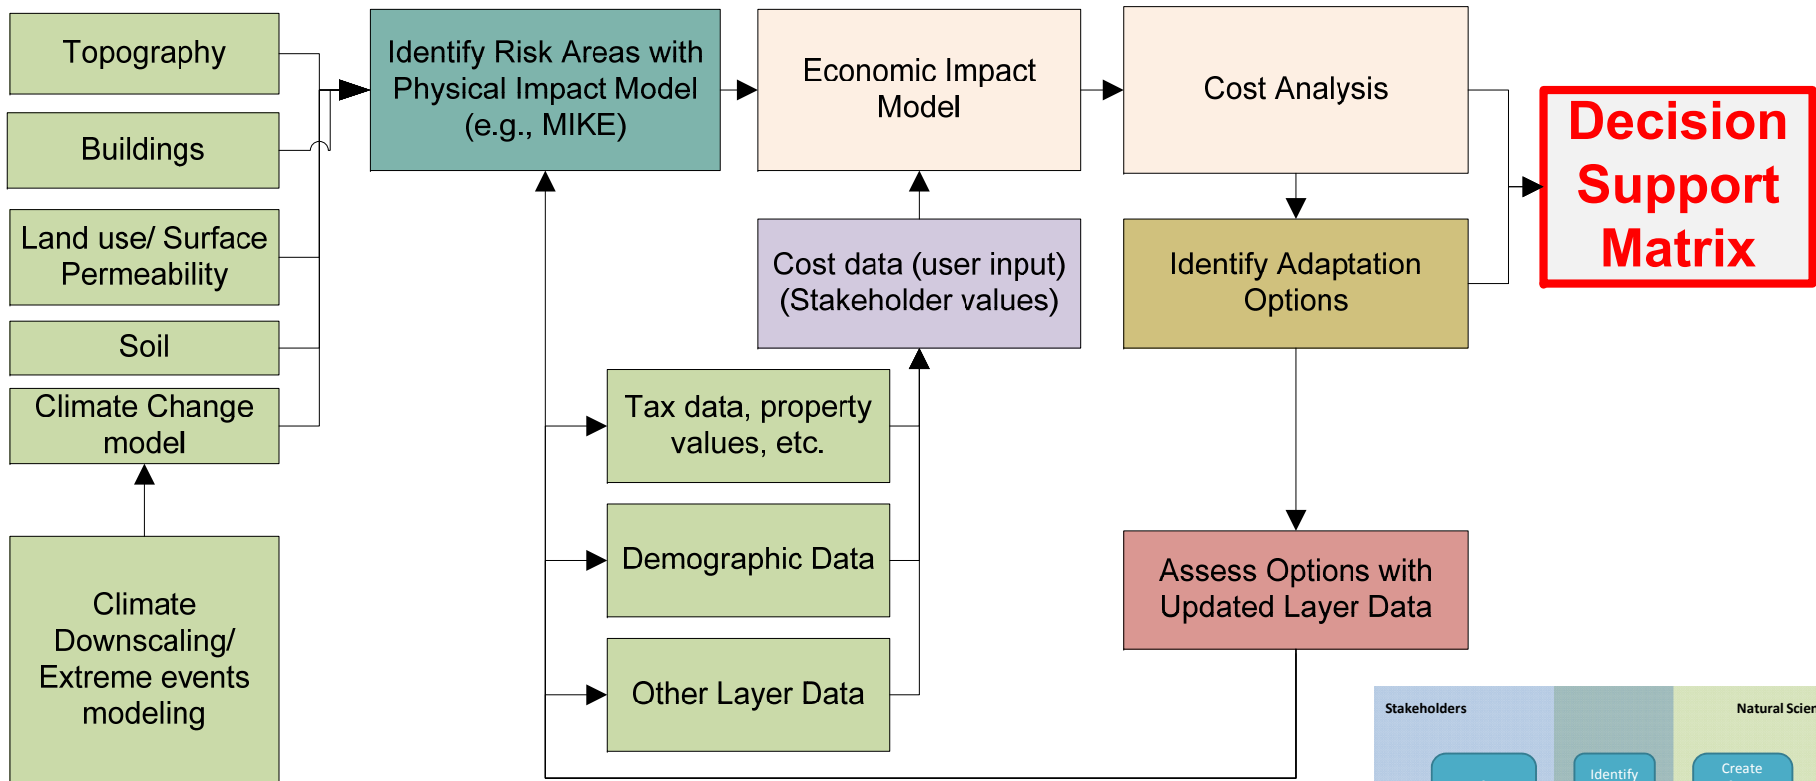 Topography
Buildings
Land use/ Surface
Permeability
Soil
Climate Change
model
Climate
Downscaling/
Extreme events
modeling
Identify Risk Areas with
Physical Impact Model
(e.g., MIKE)
Economic Impact
Model
Cost data (user input)
(Stakeholder values)
Tax data, property
values, etc.
Demographic Data
Other Layer Data
Cost Analysis
Identify Adaptation
Options
Assess Options with
Updated Layer Data
Decision
Support
Matrix
Stakeholders
Natural Scien
Identify
Create